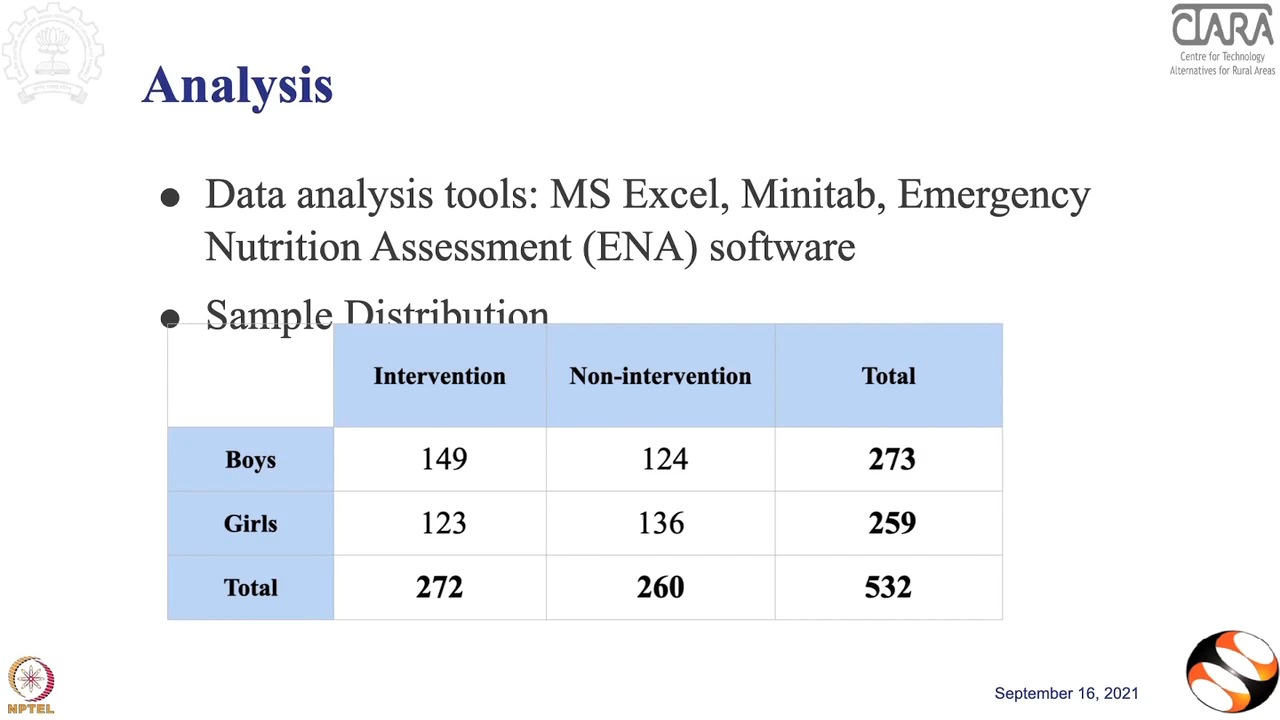 CTARA
Centre for Technology
Alternatives for Rural Areas
Analysis
● Data analysis tools: MS Excel, Minitab, Emergency
Nutrition Assessment (ENA) software
● Sample Distribution
Intervention Non-intervention Total
Boys 149 124 273
Girls 123 136 259
Total 272 260 532
NPTEL
September 16, 2021